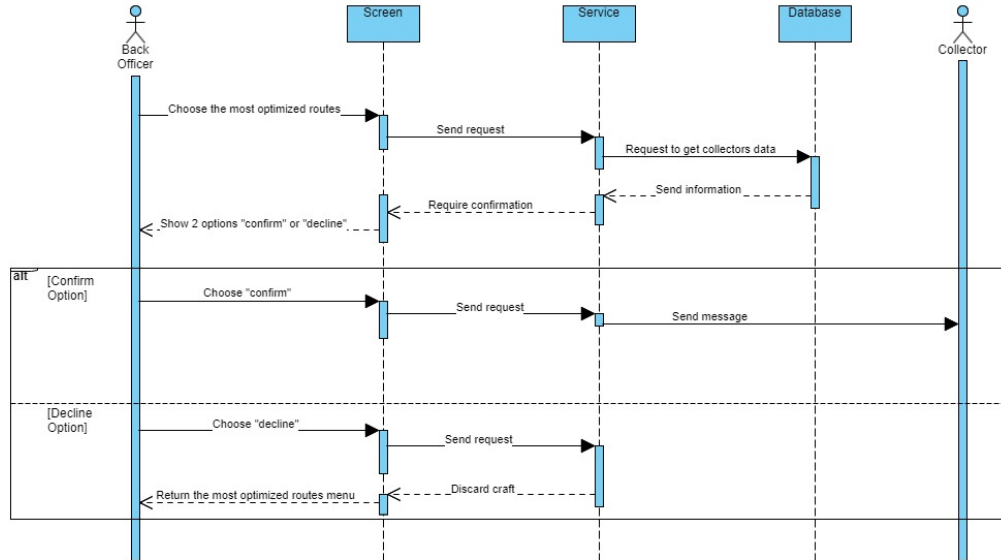 Screen
Service
Database
Back
Officer
Collector
Choose the most optimized routes
Send request
Request to get collectors data
Send information
Require confirmation
Show 2 options "confirm" or "decline"
alt
[Confirm
Option]
Choose "confirm"
Send request
Send message
[Decline
Option]
Choose "decline"
Send request
Discard craft
Return the most optimized routes menu